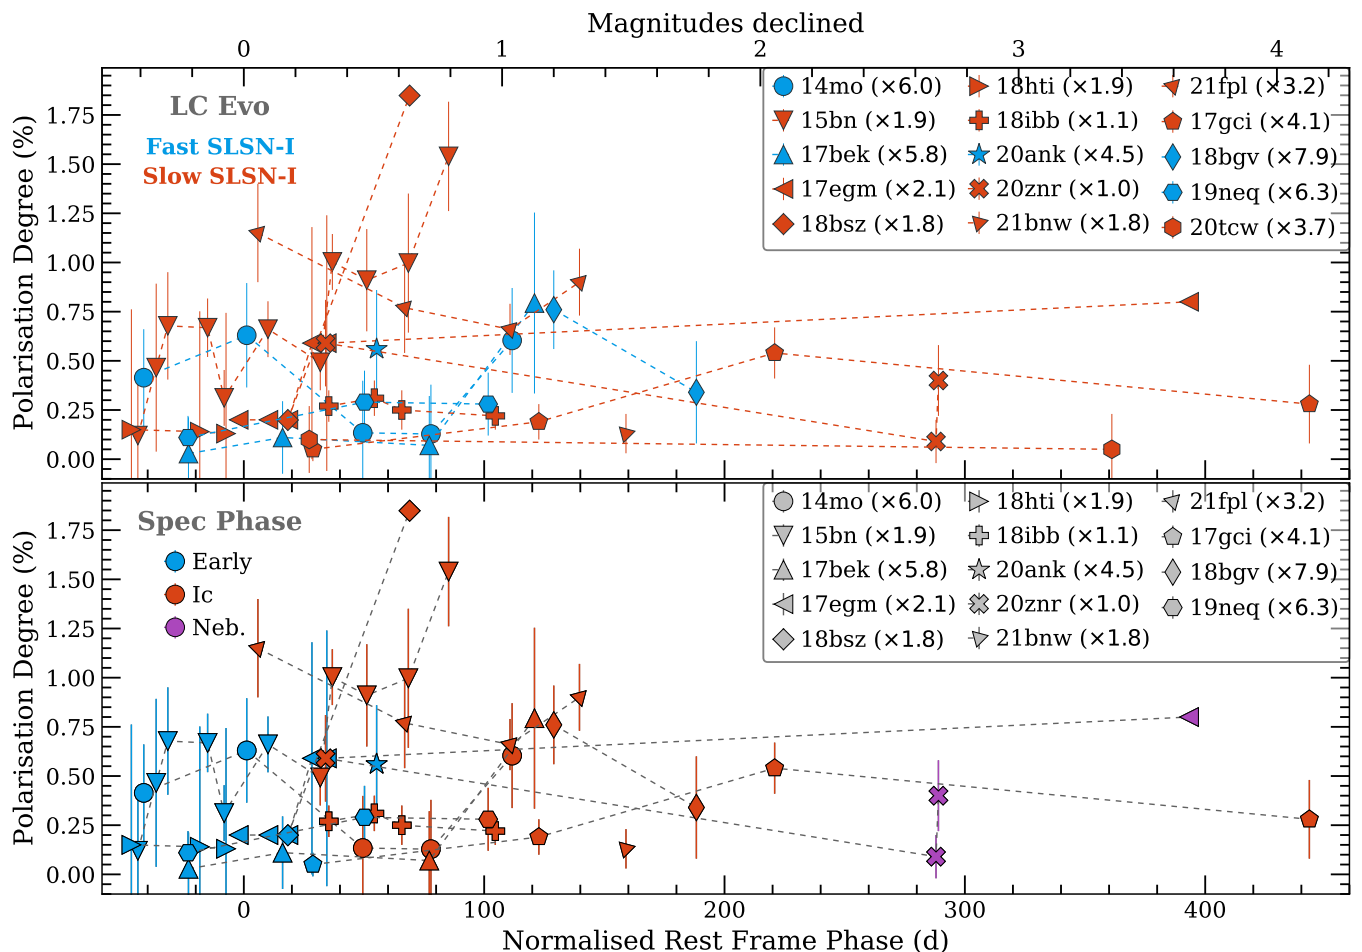 Magnitudes declined
0 1 2 3 4
LC Evo
Fast SLSN-I
Slow SLSN-I
14mo (×6.0) 18hti (×1.9) 21fpl (×3.2)
15bn (×1.9) 18ibb (×1.1) 17gci (×4.1)
17bek (×5.8) 20ank (×4.5) 18bgv (×7.9)
17egm (×2.1) 20znr (×1.0) 19neq (×6.3)
18bsz (×1.8) 21bnw (×1.8) 20tcw (×3.7)
Polarisation Degree (%)
1.75
1.50
1.25
1.00
0.75
0.50
0.25
0.00
Spec Phase
Early
Ic
Neb.
14mo (×6.0) 18hti (×1.9) 21fpl (×3.2)
15bn (×1.9) 18ibb (×1.1) 17gci (×4.1)
17bek (×5.8) 20ank (×4.5) 18bgv (×7.9)
17egm (×2.1) 20znr (×1.0) 19neq (×6.3)
18bsz (×1.8) 21bnw (×1.8)
Polarisation Degree (%)
1.75
1.50
1.25
1.00
0.75
0.50
0.25
0.00
0 100 200 300 400
Normalised Rest Frame Phase (d)